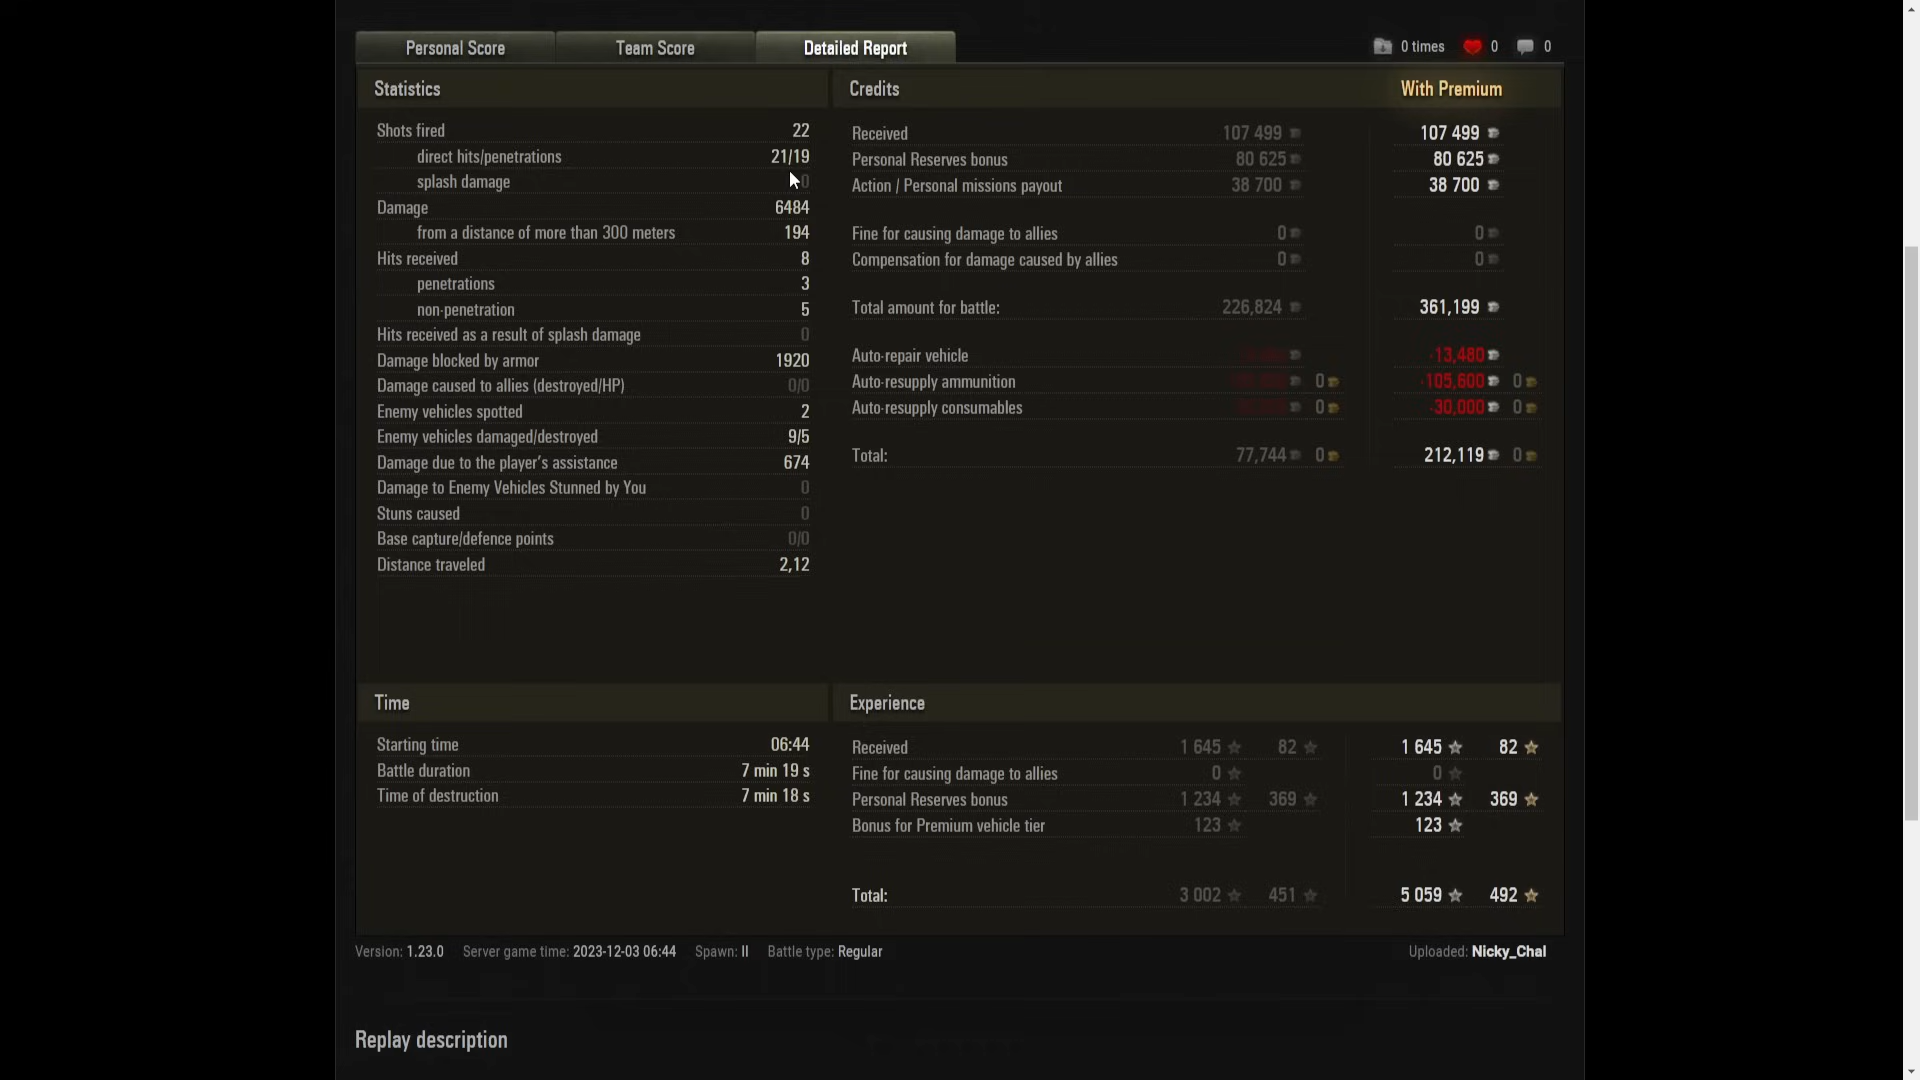 Personal Score Team Score Detailed Report 0 times 0 0
Statistics
Shots fired 22
direct hits/penetrations 21/19
splash damage 0
Damage 6484
from a distance of more than 300 meters 194
Hits received 8
penetrations 3
non-penetration 5
Hits received as a result of splash damage 0
Damage blocked by armor 1920
Damage caused to allies (destroyed/HP) 0/0
Enemy vehicles spotted 2
Enemy vehicles damaged/destroyed 9/5
Damage due to the player's assistance 674
Damage to Enemy Vehicles Stunned by You 0
Stuns caused 0
Base capture/defence points 0/0
Distance traveled 2,12
Credits With Premium
Received 107 499 107 499
Personal Reserves bonus 80 625 80 625
Action / Personal missions payout 38 700 38 700
Fine for causing damage to allies 0 0
Compensation for damage caused by allies 0 0
Total amount for battle: 226,824 361,199
Auto-repair vehicle -13,480
Auto-resupply ammunition 0 -105,600 0
Auto-resupply consumables 0 -30,000 0
Total: 77,744 0 212,119 0
Time
Starting time 06:44
Battle duration 7 min 19 s
Time of destruction 7 min 18 s
Experience
Received 1 645 82 1 645 82
Fine for causing damage to allies 0 0
Personal Reserves bonus 1 234 369 1 234 369
Bonus for Premium vehicle tier 123 123
Total: 3 002 451 5 059 492
Version: 1.23.0 Server game time: 2023-12-03 06:44 Spawn: II Battle type: Regular Uploaded: Nicky_Chal
Replay description